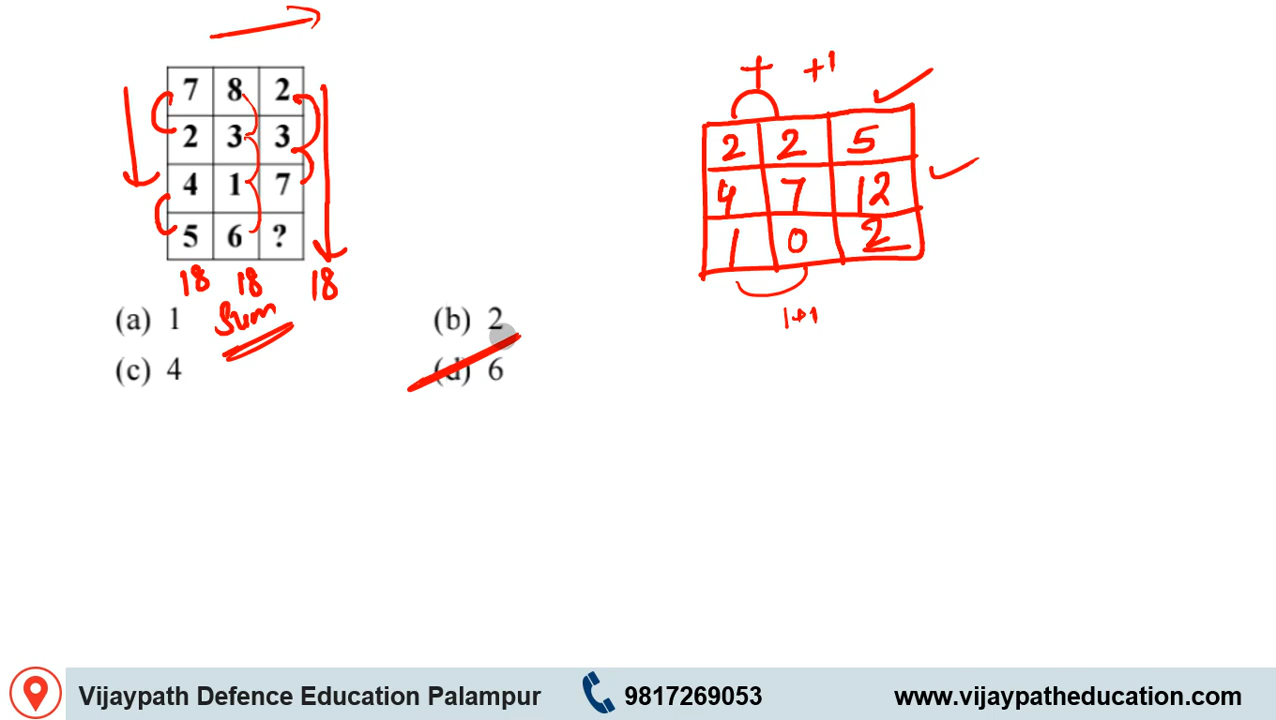 7 8 2
2 3 3
4 1 7
5 6 ?
18 18 18
Sum
(a) 1 (b) 2
(c) 4 (d) 6
+ +1
2 2 5
4 7 12
1 0 2
1+1
Vijaypath Defence Education Palampur 9817269053 www.vijaypatheducation.com